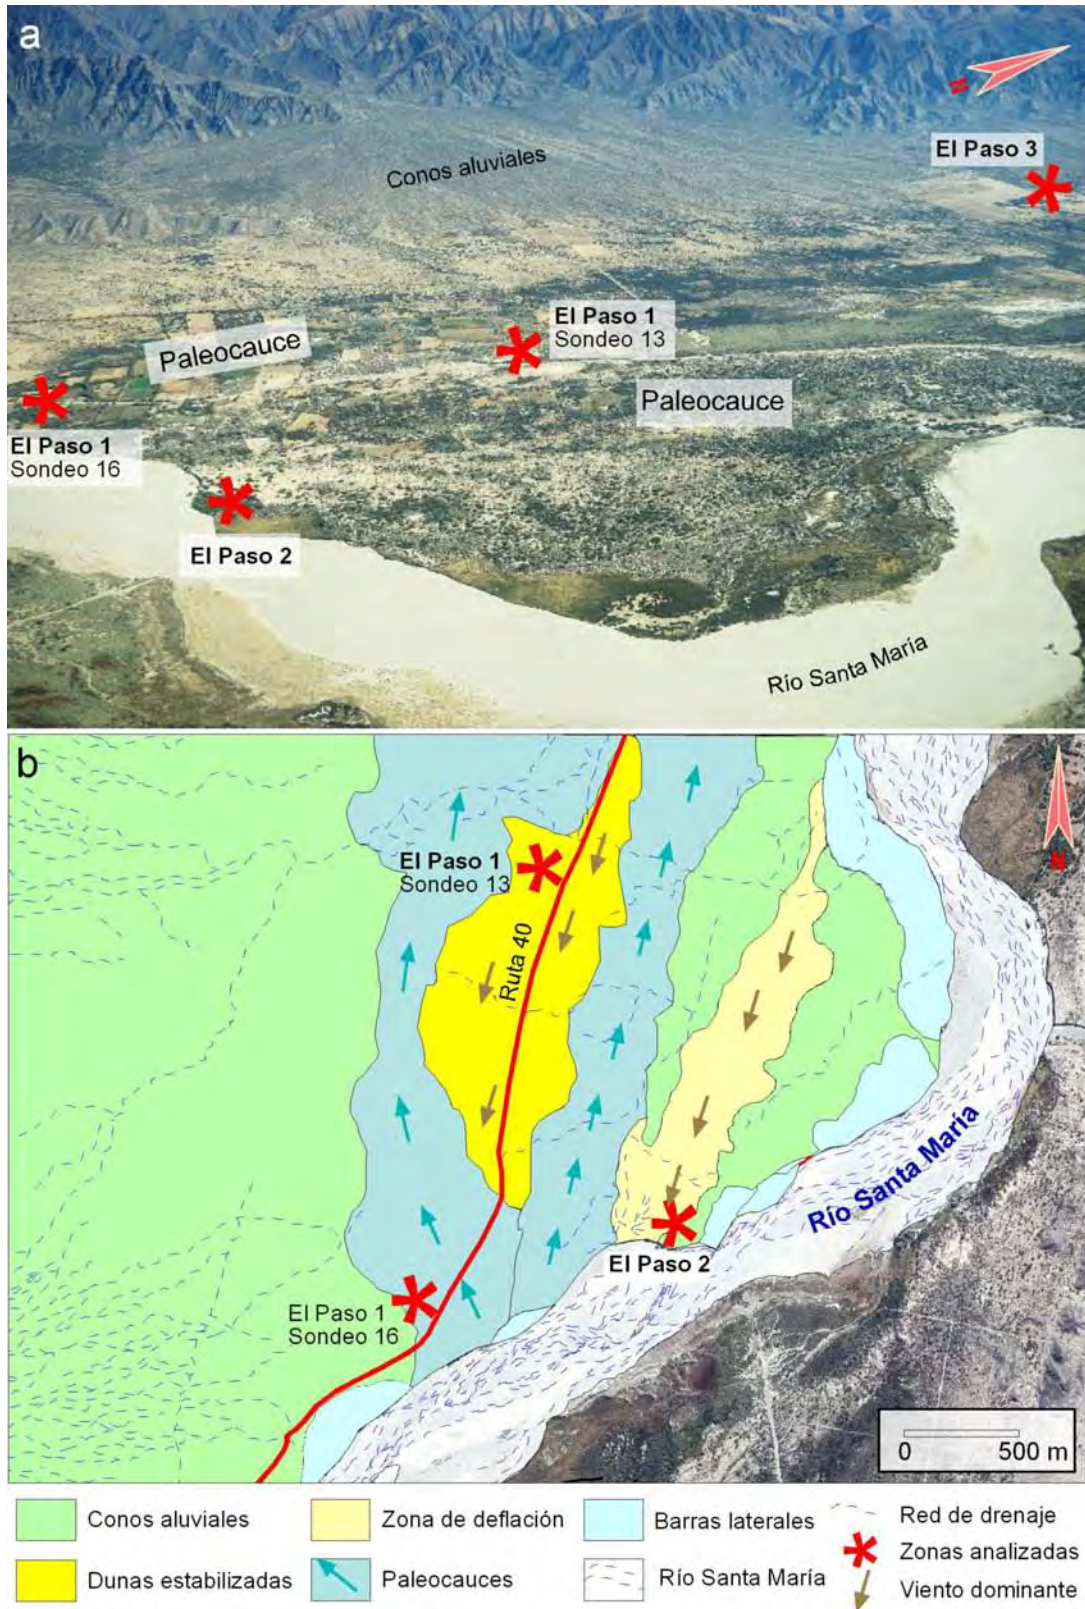 a
N
El Paso 3
Conos aluviales
El Paso 1
Sondeo 13
Paleocauce
Paleocauce
El Paso 1
Sondeo 16
El Paso 2
Río Santa María
b
N
El Paso 1
Sondeo 13
Ruta 40
Río Santa María
El Paso 2
El Paso 1
Sondeo 16
0 500 m
Conos aluviales
Zona de deflación
Barras laterales
Red de drenaje
Zonas analizadas
Dunas estabilizadas
Paleocauces
Río Santa María
Viento dominante